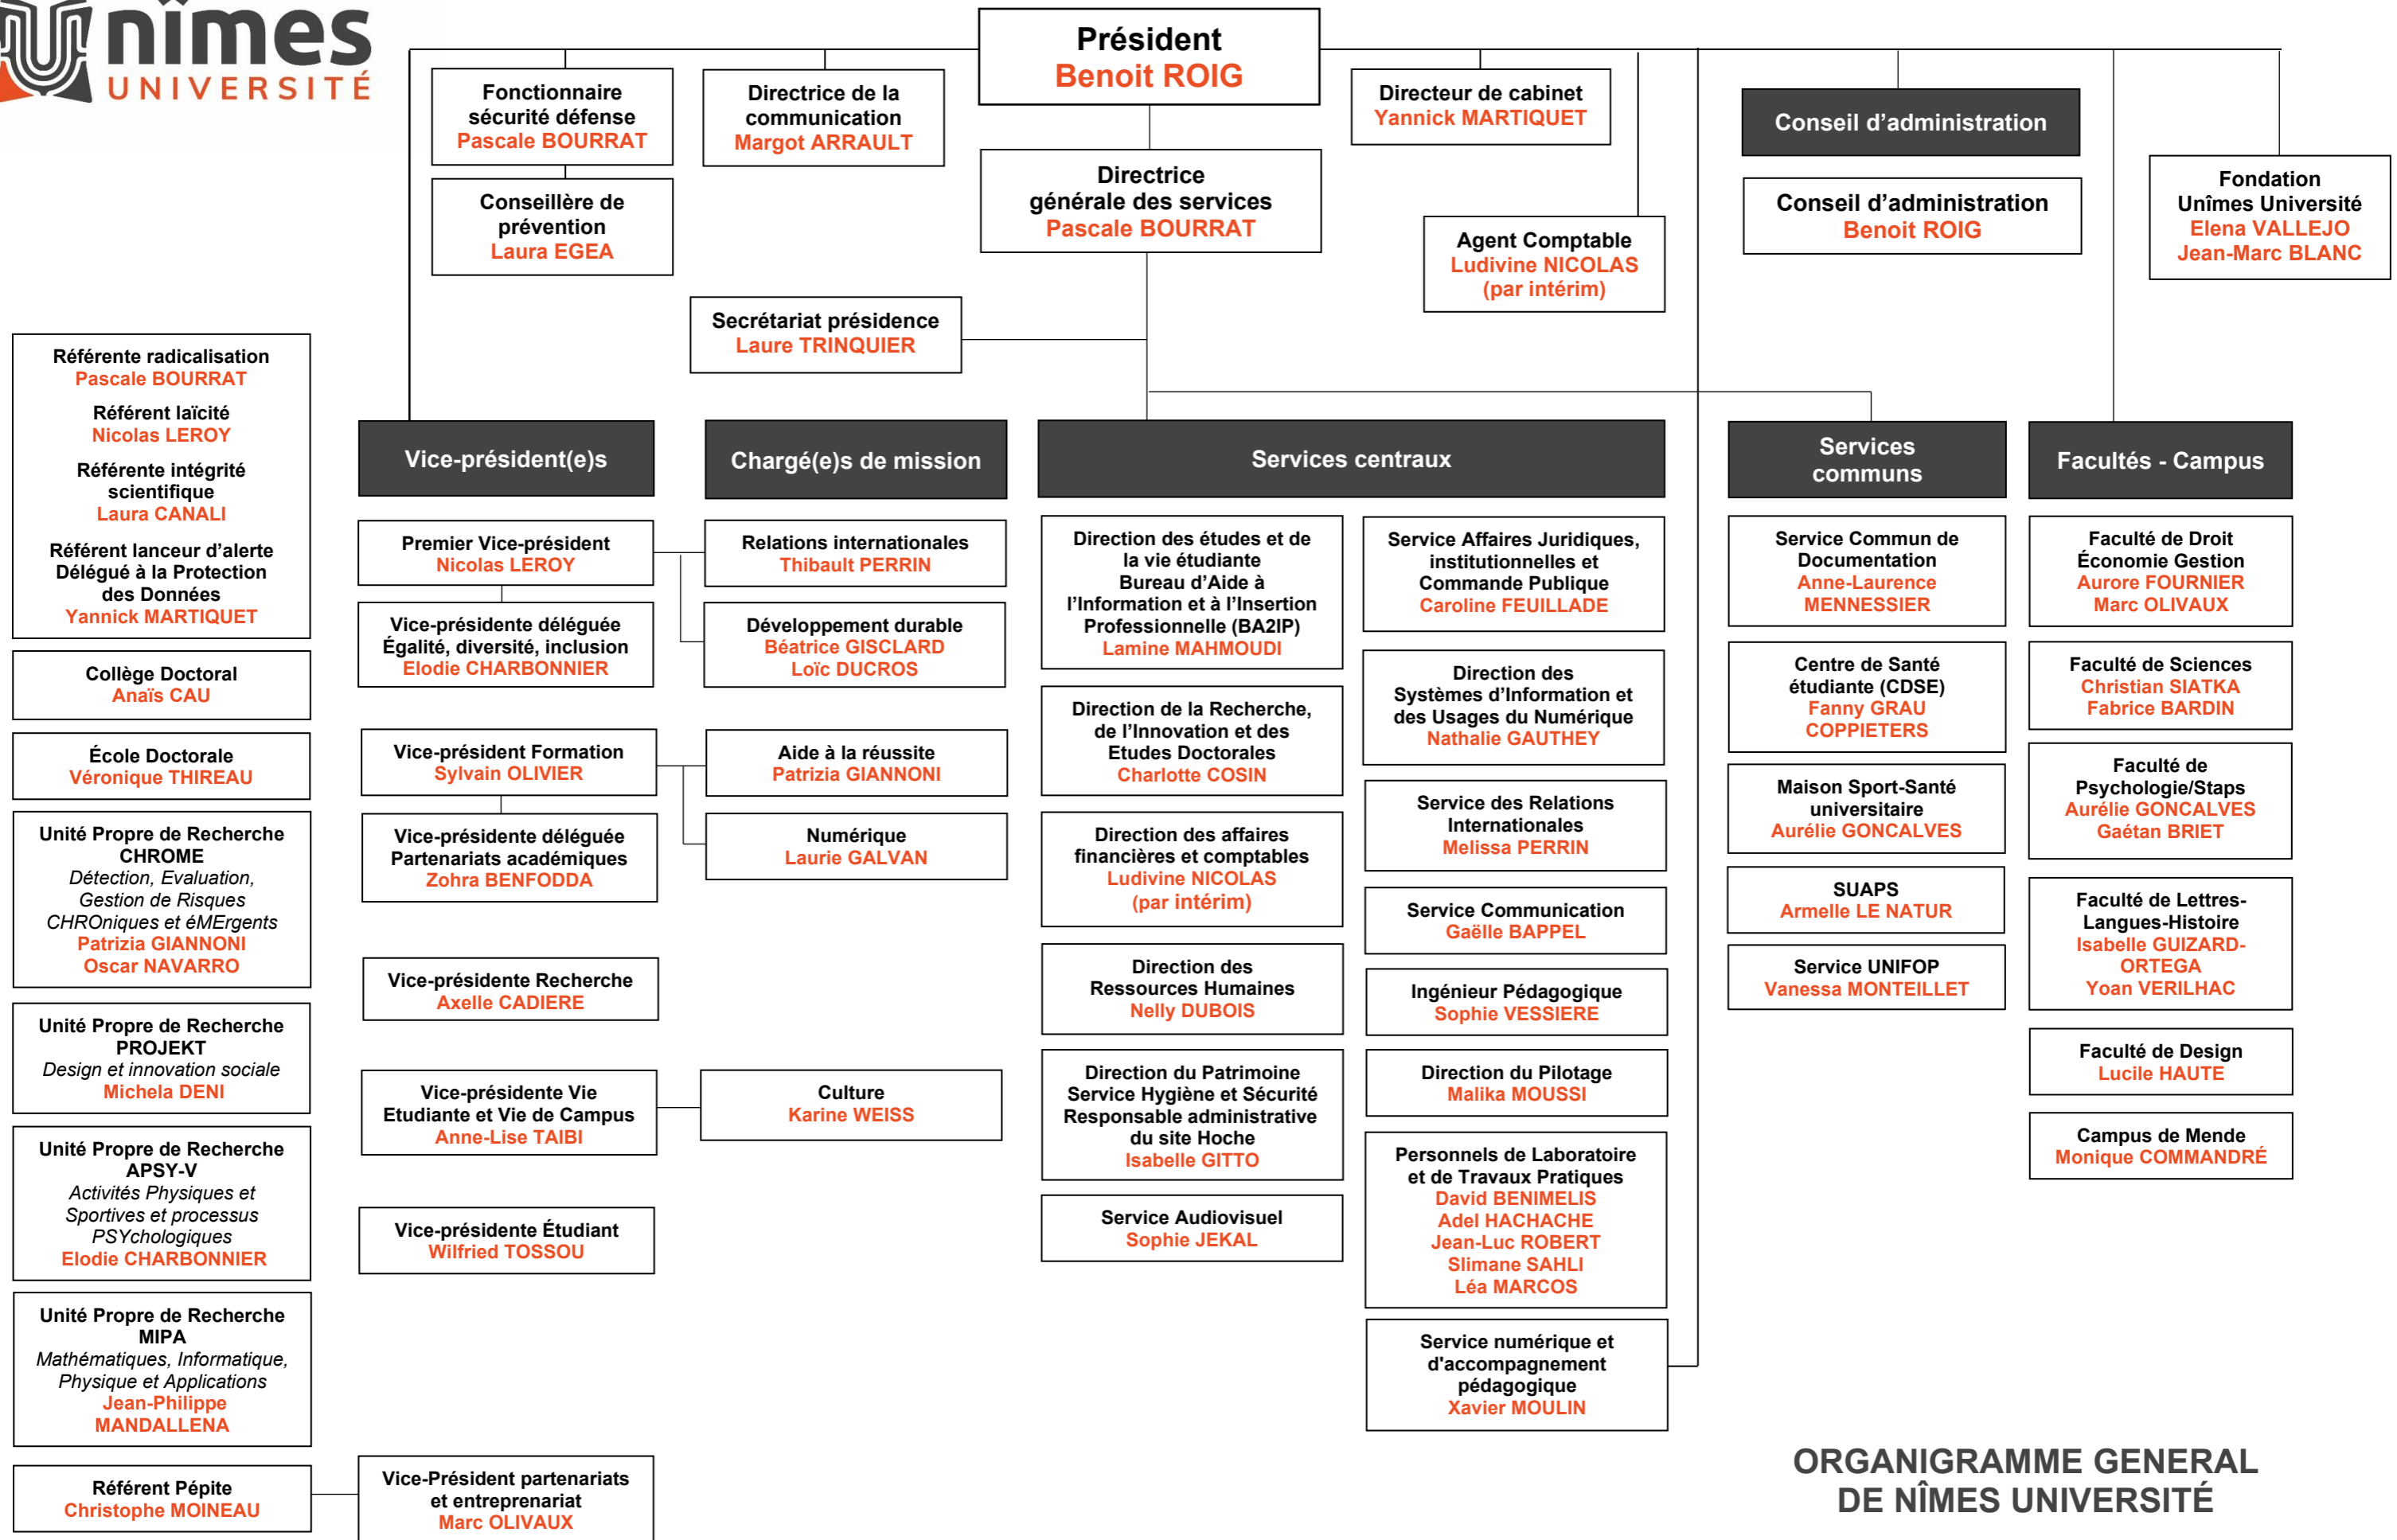 nîmes
UNIVERSITÉ
Président
Benoit ROIG
Fonctionnaire
sécurité défense
Pascale BOURRAT
Directrice de la
communication
Margot ARRAULT
Directeur de cabinet
Yannick MARTIQUET
Conseil d'administration
Conseillère de
prévention
Laura EGEA
Directrice
générale des services
Pascale BOURRAT
Agent Comptable
Ludivine NICOLAS
(par intérim)
Conseil d'administration
Benoit ROIG
Fondation
Unîmes Université
Elena VALLEJO
Jean-Marc BLANC
Secrétariat présidence
Laure TRINQUIER
Référente radicalisation
Pascale BOURRAT
Référent laïcité
Nicolas LEROY
Référente intégrité
scientifique
Laura CANALI
Référent lanceur d'alerte
Délégué à la Protection
des Données
Yannick MARTIQUET
Collège Doctoral
Anaïs CAU
École Doctorale
Véronique THIREAU
Unité Propre de Recherche
CHROME
Détection, Evaluation,
Gestion de Risques
CHROniques et éMErgents
Patrizia GIANNONI
Oscar NAVARRO
Unité Propre de Recherche
PROJEKT
Design et innovation sociale
Michela DENI
Unité Propre de Recherche
APSY-V
Activités Physiques et
Sportives et processus
PSYchologiques
Elodie CHARBONNIER
Unité Propre de Recherche
MIPA
Mathématiques, Informatique,
Physique et Applications
Jean-Philippe
MANDALLENA
Référent Pépite
Christophe MOINEAU
Vice-président(e)s
Premier Vice-président
Nicolas LEROY
Vice-présidente déléguée
Égalité, diversité, inclusion
Elodie CHARBONNIER
Vice-président Formation
Sylvain OLIVIER
Vice-présidente déléguée
Partenariats académiques
Zohra BENFODDA
Vice-présidente Recherche
Axelle CADIERE
Vice-présidente Vie
Etudiante et Vie de Campus
Anne-Lise TAIBI
Vice-présidente Étudiant
Wilfried TOSSOU
Vice-Président partenariats
et entreprenariat
Marc OLIVAUX
Chargé(e)s de mission
Relations internationales
Thibault PERRIN
Développement durable
Béatrice GISCLARD
Loïc DUCROS
Aide à la réussite
Patrizia GIANNONI
Numérique
Laurie GALVAN
Culture
Karine WEISS
Services centraux
Direction des études et de
la vie étudiante
Bureau d'Aide à
l'Information et à l'Insertion
Professionnelle (BA2IP)
Lamine MAHMOUDI
Direction de la Recherche,
de l'Innovation et des
Etudes Doctorales
Charlotte COSIN
Direction des affaires
financières et comptables
Ludivine NICOLAS
(par intérim)
Direction des
Ressources Humaines
Nelly DUBOIS
Direction du Patrimoine
Service Hygiène et Sécurité
Responsable administrative
du site Hoche
Isabelle GITTO
Service Audiovisuel
Sophie JEKAL
Service Affaires Juridiques,
institutionnelles et
Commande Publique
Caroline FEUILLADE
Direction des
Systèmes d'Information et
des Usages du Numérique
Nathalie GAUTHEY
Service des Relations
Internationales
Melissa PERRIN
Service Communication
Gaëlle BAPPEL
Ingénieur Pédagogique
Sophie VESSIERE
Direction du Pilotage
Malika MOUSSI
Personnels de Laboratoire
et de Travaux Pratiques
David BENIMELIS
Adel HACHACHE
Jean-Luc ROBERT
Slimane SAHLI
Léa MARCOS
Service numérique et
d'accompagnement
pédagogique
Xavier MOULIN
Services
communs
Service Commun de
Documentation
Anne-Laurence
MENNESSIER
Centre de Santé
étudiante (CDSE)
Fanny GRAU
COPPIETERS
Maison Sport-Santé
universitaire
Aurélie GONCALVES
SUAPS
Armelle LE NATUR
Service UNIFOP
Vanessa MONTEILLET
Facultés - Campus
Faculté de Droit
Économie Gestion
Aurore FOURNIER
Marc OLIVAUX
Faculté de Sciences
Christian SIATKA
Fabrice BARDIN
Faculté de
Psychologie/Staps
Aurélie GONCALVES
Gaétan BRIET
Faculté de Lettres-
Langues-Histoire
Isabelle GUIZARD-
ORTEGA
Yoan VERILHAC
Faculté de Design
Lucile HAUTE
Campus de Mende
Monique COMMANDRÉ
ORGANIGRAMME GENERAL
DE NÎMES UNIVERSITÉ